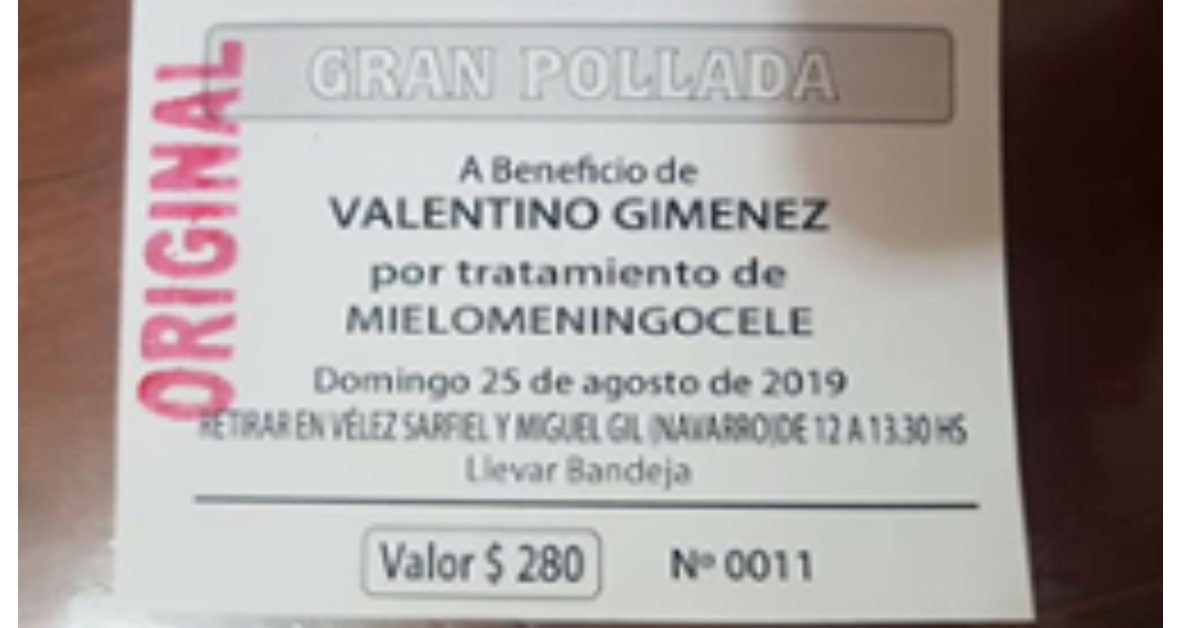 GRAN POLLADA
ORIGINAL
A Beneficio de
VALENTINO GIMENEZ
por tratamiento de
MIELOMENINGOCELE
Domingo 25 de agosto de 2019
RETIRAR EN VÉLEZ SARFIEL Y MIGUEL GIL (NAVARRO)DE 12 A 13.30 HS
Llevar Bandeja
Valor $ 280
Nº 0011